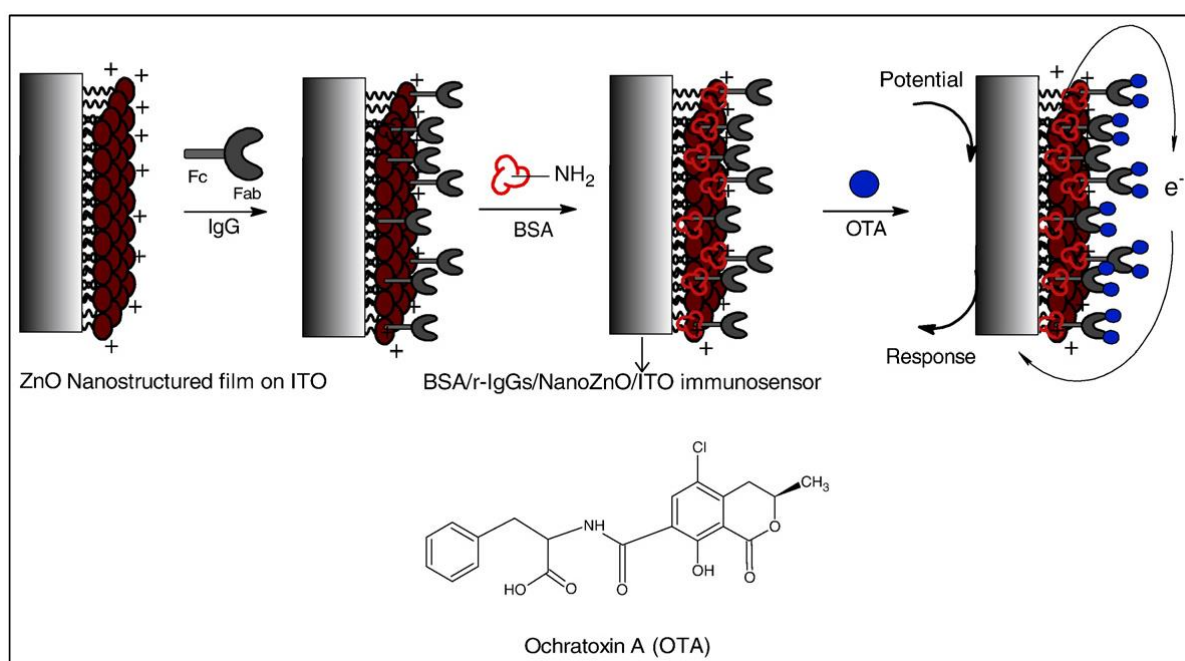 Fc
Fab
IgG
NH2
BSA
OTA
Potential
Response
e-
+ + + + + + + +
+ + + + +
+ + + + +
+ + + + +
ZnO Nanostructured film on ITO
BSA/r-IgGs/NanoZnO/ITO immunosensor
Cl
CH3
NH
O
HO
O
O
OH
O
Ochratoxin A (OTA)